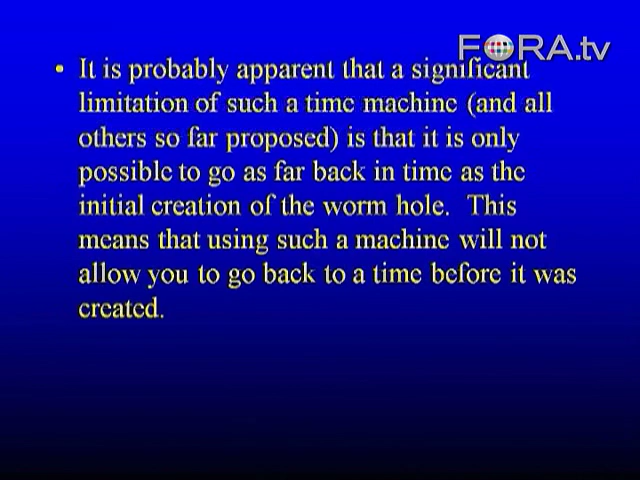 FORA.tv
• It is probably apparent that a significant
limitation of such a time machine (and all
others so far proposed) is that it is only
possible to go as far back in time as the
initial creation of the worm hole. This
means that using such a machine will not
allow you to go back to a time before it was
created.